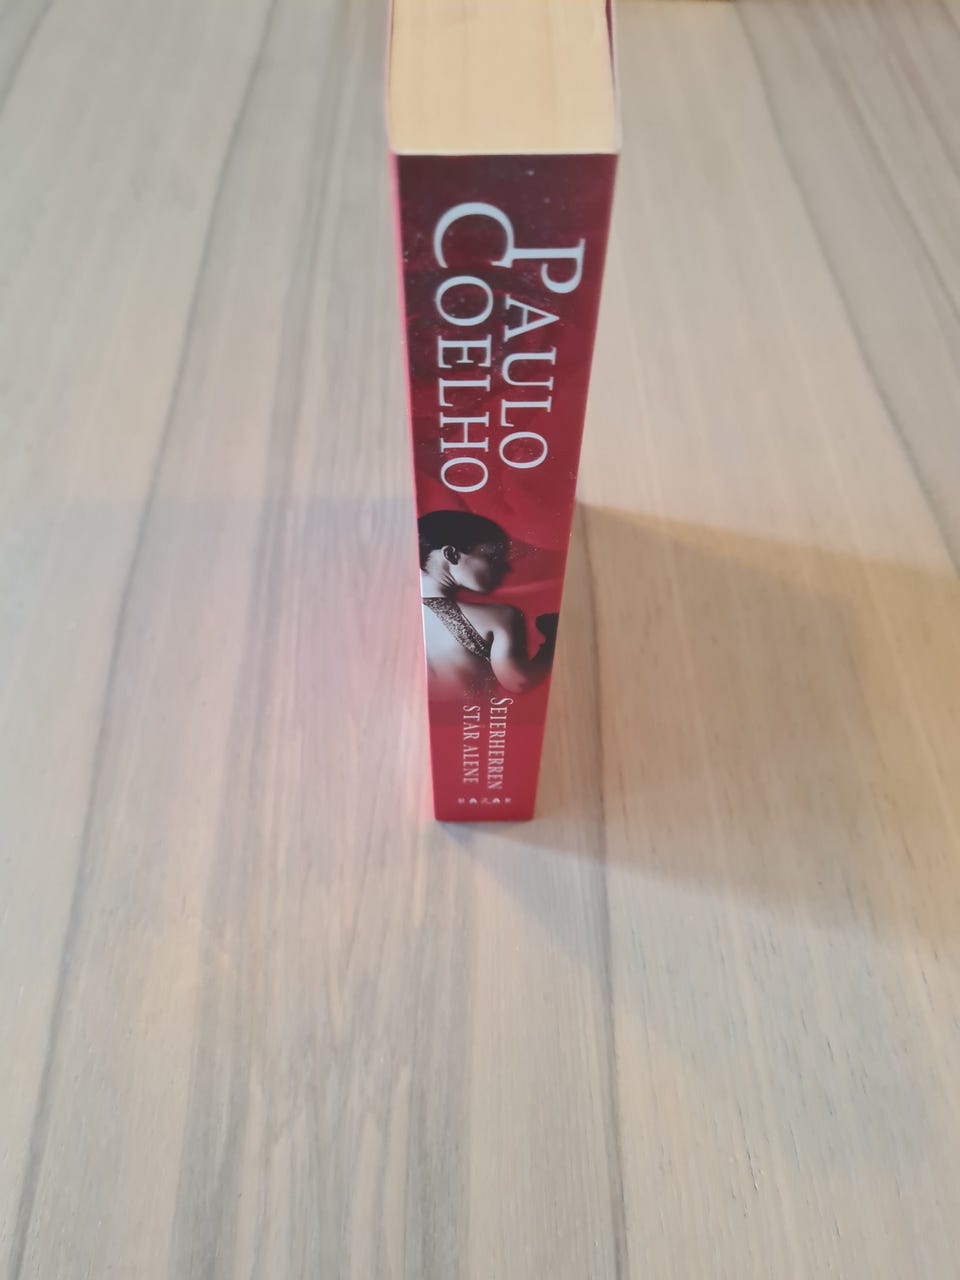 PAULO
COELHO
SEIERHERREN
STÅR ALENE